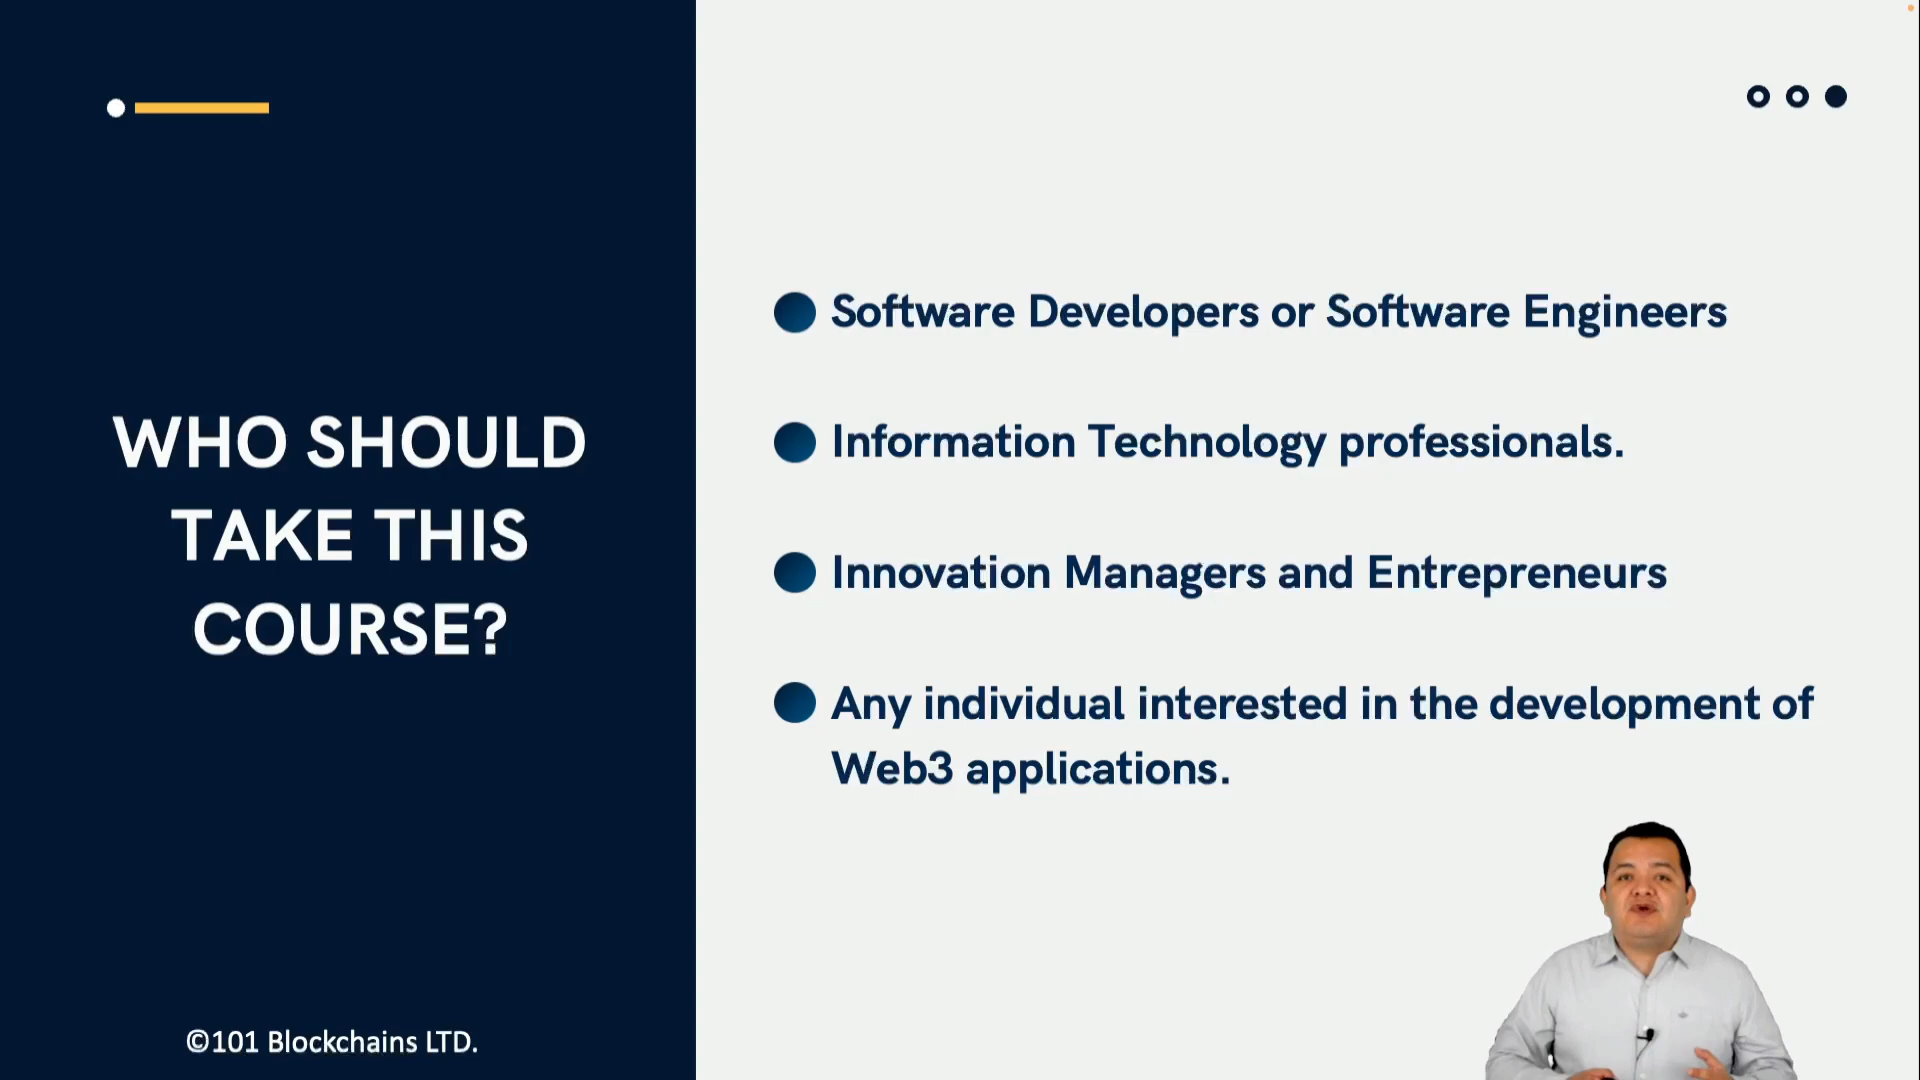 WHO SHOULD
TAKE THIS
COURSE?
Software Developers or Software Engineers
Information Technology professionals.
Innovation Managers and Entrepreneurs
Any individual interested in the development of
Web3 applications.
©101 Blockchains LTD.